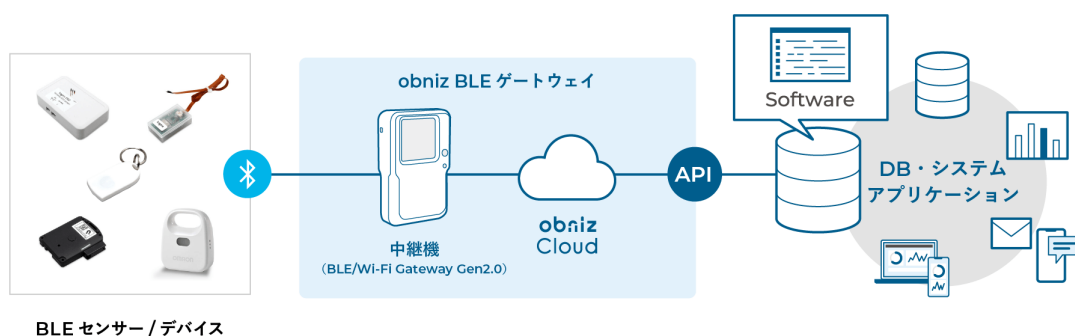 obniz BLE ゲートウェイ
Software
API
DB・システム
アプリケーション
中継機
(BLE/Wi-Fi Gateway Gen2.0)
obniz
Cloud
BLE センサー / デバイス